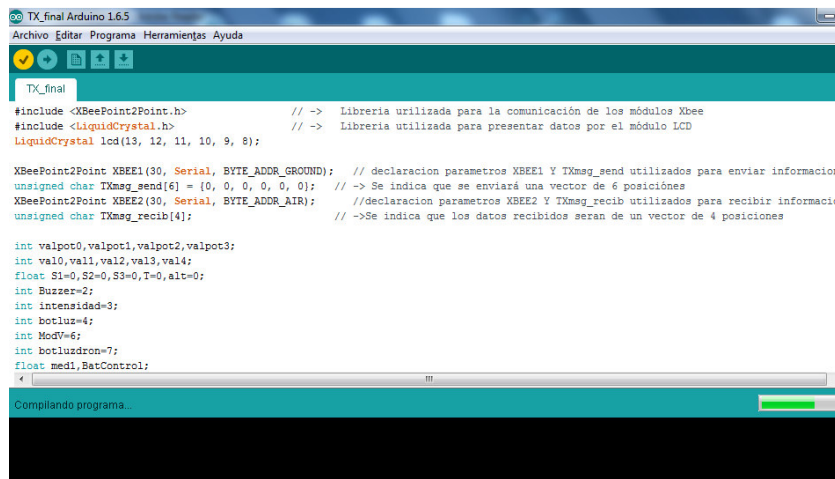 TX_final Arduino 1.6.5
Archivo Editar Programa Herramientas Ayuda
TX_final
#include <XBeePoint2Point.h> // -> Libreria urilizada para la comunicación de los módulos Xbee
#include <LiquidCrystal.h> // -> Libreria utilizada para presentar datos por el módulo LCD
LiquidCrystal lcd(13, 12, 11, 10, 9, 8);
XBeePoint2Point XBEE1(30, Serial, BYTE_ADDR_GROUND); // declaracion parametros XBEE1 Y TXmsg_send utilizados para enviar informacion
unsigned char TXmsg_send[6] = {0, 0, 0, 0, 0, 0}; // -> Se indica que se enviará una vector de 6 posiciónes
XBeePoint2Point XBEE2(30, Serial, BYTE_ADDR_AIR); //declaracion parametros XBEE2 Y TXmsg_recib utilizados para recibir informaci
unsigned char TXmsg_recib[4]; // ->Se indica que los datos recibidos seran de un vector de 4 posiciones
int valpot0,valpot1,valpot2,valpot3;
int val0,val1,val2,val3,val4;
float S1=0,S2=0,S3=0,T=0,alt=0;
int Buzzer=2;
int intensidad=3;
int botluz=4;
int ModV=6;
int botluzdron=7;
float med1,BatControl;
Compilando programa...